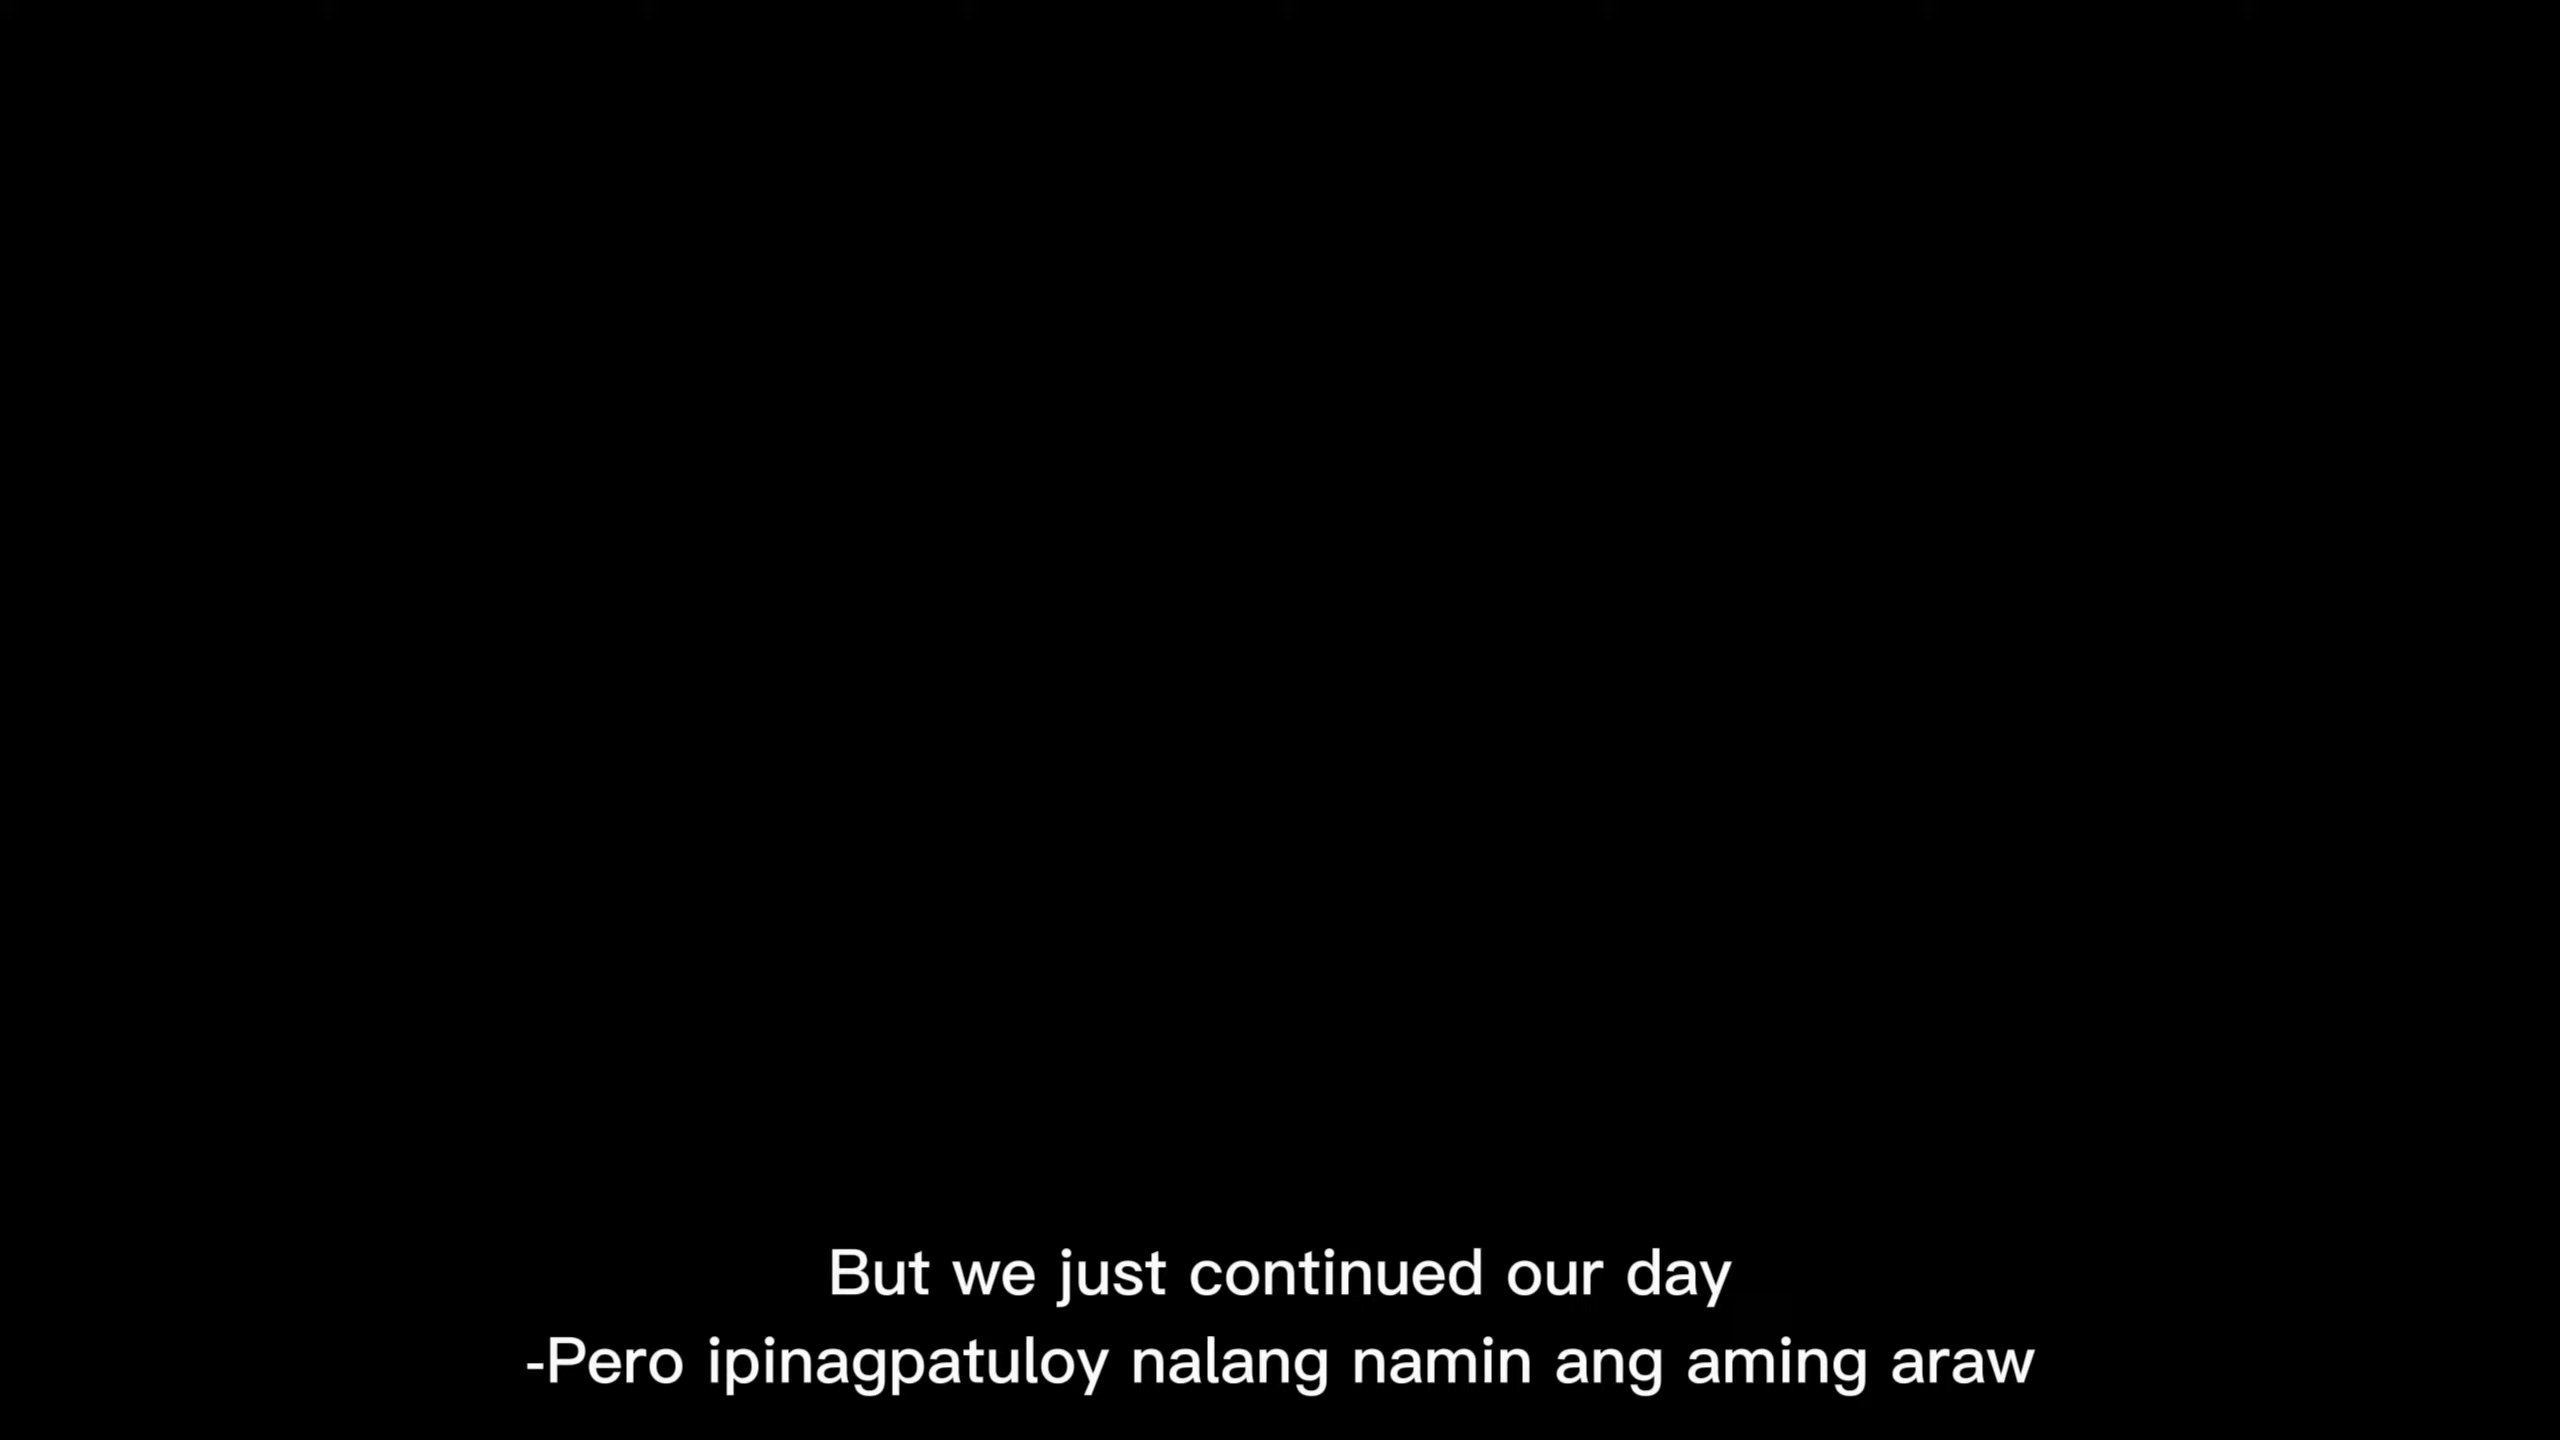 But we just continued our day
-Pero ipinagpatuloy nalang namin ang aming araw